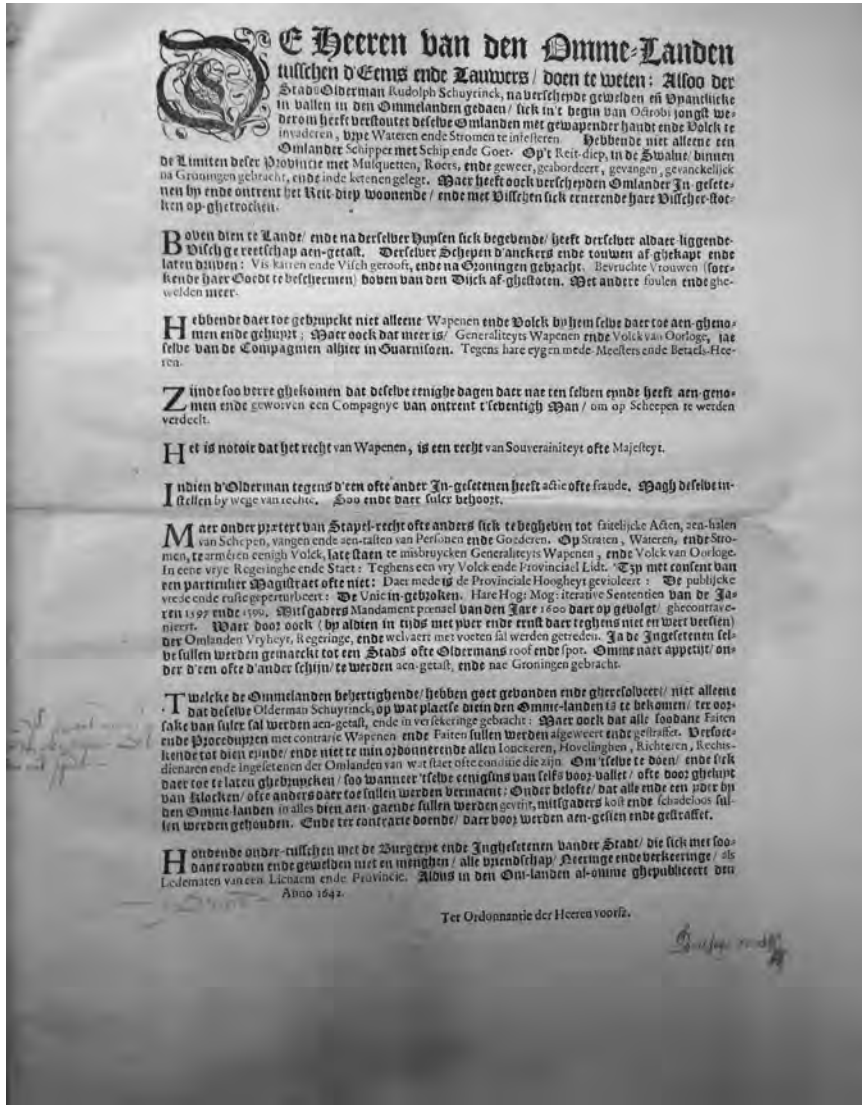 DE Heeren van den Omme-Landen
tusschen d'Eems ende Lauwers / doen te weten: Alsoo der
Stads Olderman Rudolph Schuyrinck, na verscheyde gewelden eñ vyantlijcke
in vallen in den Ommelanden gedaen / sick in't begin van Octrobi jongst we-
derom heeft verstoutet deselve Omlanden met gewapender handt ende Volck te
invaderen, vrye Wateren ende Stromen te infesteren. Hebbende niet alleene een
Omlander Schipper met Schip ende Goet. Op't Reit-diep, in de Swalue / binnen
de Limiten deser Provintie met Musquetten, Roers, ende geweer, geabordeert, gevangen, gevanckelijck
na Groningen gebracht, ende inde ketenen gelegt. Maer heeft oock verscheyden Omlander In-gesete-
nen by ende ontrent het Reit-diep woonende / ende met Visschen sick ernerende hare Visscher-stoc-
ken op-ghetrocken.
Boven dien te Lande / ende na derselver Huysen sick begevende / heeft derselver aldaer liggende
Visch gereetschap aen-getast. Derselver Schepen d'anckers ende touwen af-ghekapt ende
laten drijven: Vis karren ende Visch gerooft, ende na Groningen gebracht. Bevruchte Vrouwen (soec-
kende haer Goedt te beschermen) boven van den Dijck af-ghestoten. Met andere foulen ende ghe-
welden meer.
Hebbende daer toe gebruyckt niet alleene Wapenen ende Volck by hem selve daer toe aen-gheno-
men ende gehuyrt; Maer oock dat meer is / Generaliteyts Wapenen ende Volck van Oorloge, jae
selve van de Compagnien alhier in Guarnisoen. Tegens hare eygen mede-Meesters ende Betaels-Hee-
ren.
Zijnde soo verre ghekomen dat deselve eenighe dagen daer nae ten selven eynde heeft aen-geno-
men ende geworven een Compagnye van ontrent t'seventigh Man / om op Scheepen te werden
verdeelt.
Het is notoir dat het recht van Wapenen, is een recht van Souverainiteyt ofte Majesteyt.
Indien d'Olderman tegens d'een ofte ander In-gesetenen heeft actie ofte fraude. Magh deselve in-
stellen by wege van rechte. Soo ende daer sulcx behoort.
Maer onder prætext van Stapel-recht ofte anders sick te begheven tot faitelijcke Acten, aen-halen
van Schepen, vangen ende aen-tasten van Personen ende Goederen. Op Straten, Wateren, ende Stro-
men, te arméren eenigh Volck, late staen te misbruycken Generaliteyts Wapenen, ende Volck van Oorloge.
In eene vrye Regeringhe ende Staet: Teghens een vry Volck ende Provinciael Lidt. 'T zy met consent van
een particulier Magistraet ofte niet: Daer mede is de Provinciale Hoogheyt gevioleert: De publijcke
vrede ende ruste geperturbeert: De Vnie in-gebroken. Hare Hog: Mog: iterative Sententien van de Ja-
ren 1597 ende 1599. Mitsgaders Mandament pœnael van den Jare 1600 daer op gevolgt / ghecontrave-
nieert. Waer door oock (by aldien in tijds met yver ende ernst daer teghens niet en wert versien)
der Omlanden Vryheyt, Regeringe, ende welvaert met voeten sal werden getreden. Ja de Ingesetenen sel-
ve sullen werden gemaeckt tot een Stads ofte Oldermans roof ende spot. Omme naer appetijt / on-
der d'een ofte d'ander schijn / te werden aen-getast, ende nae Groningen gebracht.
'T welcke de Ommelanden behertighende / hebben goet gevonden ende gheresolveert / niet alleene
dat deselve Olderman Schuyrinck, op wat plaetse die in den Omme-landen is te bekomen / ter oor-
sake van sulcx sal werden aen-getast, ende in versekeringe gebracht: Maer oock dat alle soodane Faiten
ende Proceduyren met contrarie Wapenen ende Faiten sullen werden afgeweert ende gestraffet. Versoec-
kende tot dien eynde / ende niet te min ordonnerende allen Jonckeren, Hovelinghen, Richteren, Rechts-
dienaren ende Ingesetenen der Omlanden van wat staet ofte conditie die zijn. Om 'tselve te doen / ende sick
daer toe te laten ghebruycken / soo wanneer 'tselve eenigsins van selfs voor-vallet / ofte door ghelupt
van Klocken / ofte anders daer toe sullen werden vermaent: Onder belofte / dat alle ende een yder by
den Omme-landen in alles dien aen-gaende sullen werden gevriht, mitsgaders kost ende schadeloos sul-
len werden gehouden. Ende ter contrarie doende / daer voor werden aen-gesien ende gestraffet.
Houdende onder-tusschen met de Burgerye ende Inghesetenen vander Stadt / die sick met soo-
dane rooven ende gewelden niet en menghen / alle vriendschap / Neeringe ende verkeeringe / als
Ledematen van een Lichaem ende Provincie. Aldus in den Om-landen al-omme ghepubliceert den
Anno 1642.
Ter Ordonnantie der Heeren voorsz.